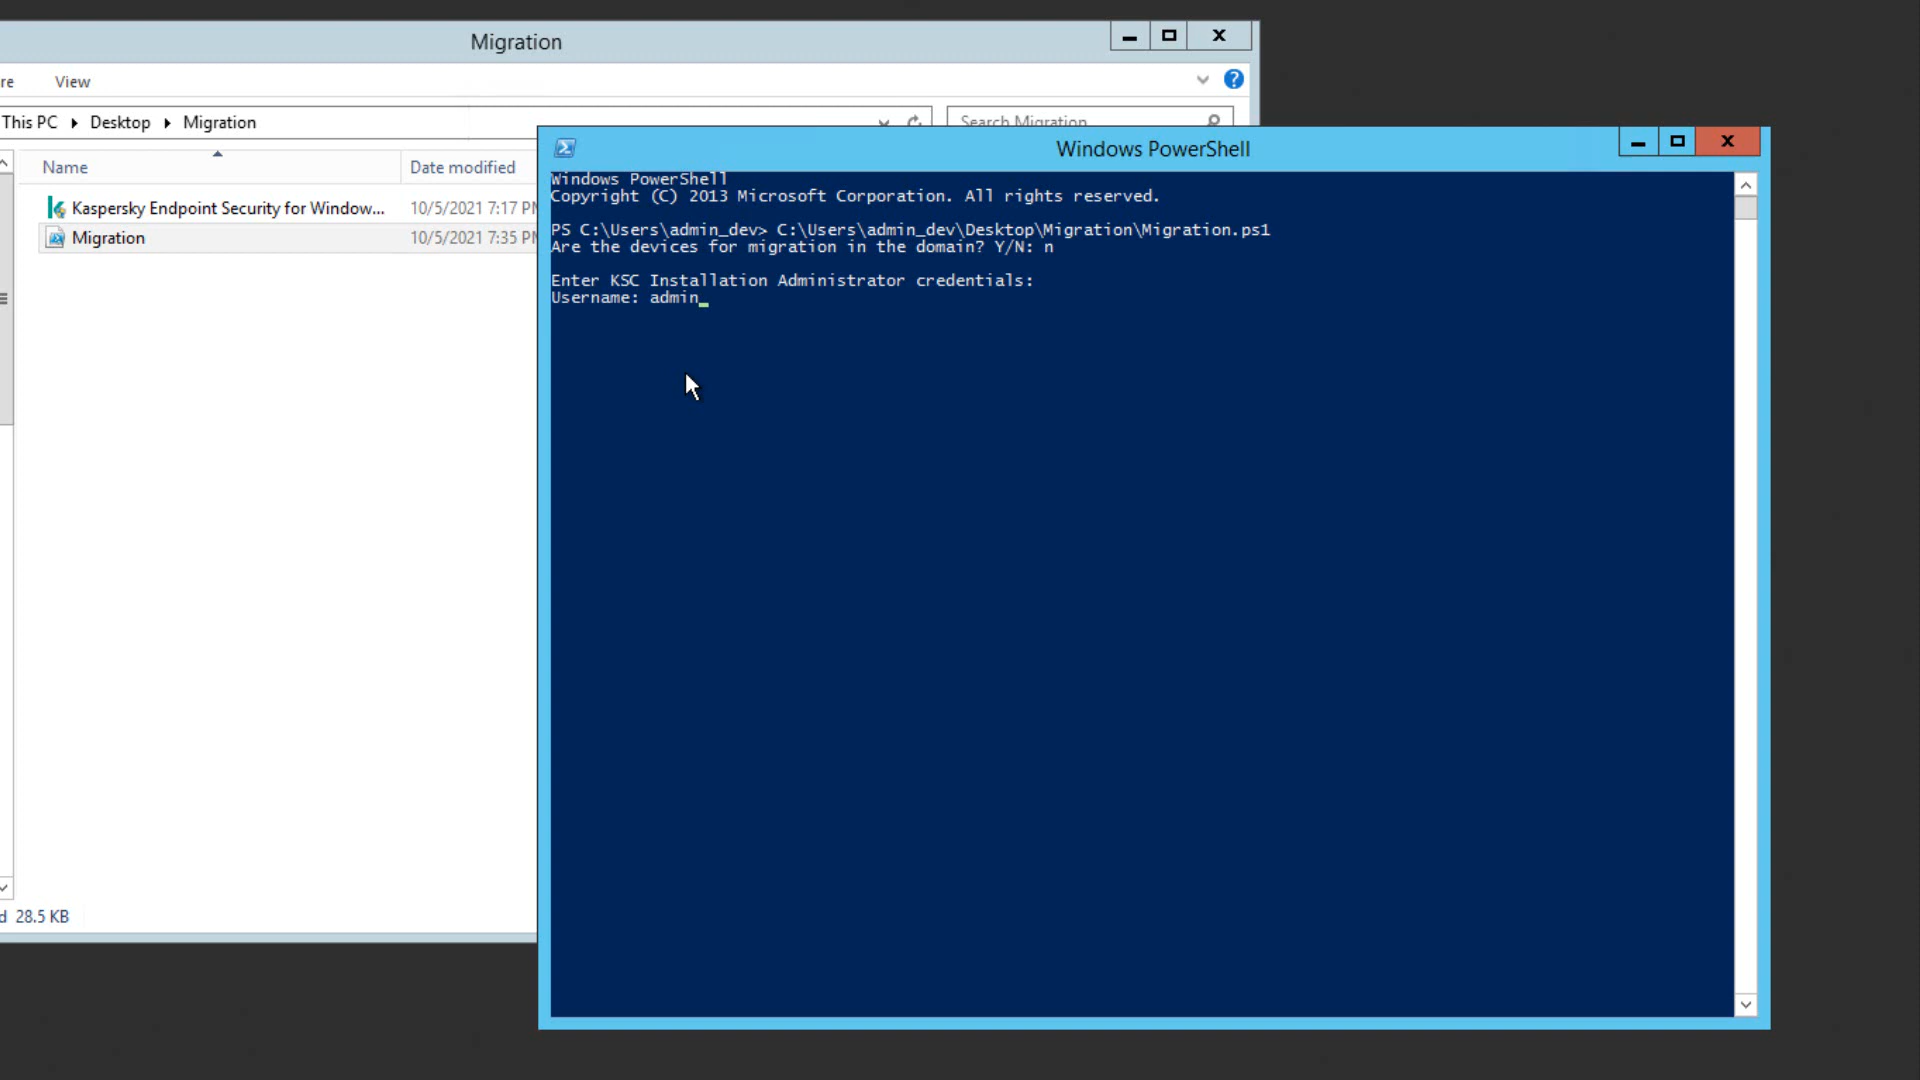 Migration
re View
This PC Desktop Migration
Search Migration
Name Date modified
Kaspersky Endpoint Security for Window... 10/5/2021 7:17 PM
Migration 10/5/2021 7:35 PM
d 28.5 KB
Windows PowerShell
Windows PowerShell
Copyright (C) 2013 Microsoft Corporation. All rights reserved.
PS C:\Users\admin_dev> C:\Users\admin_dev\Desktop\Migration\Migration.ps1
Are the devices for migration in the domain? Y/N: n
Enter KSC Installation Administrator credentials:
Username: admin_